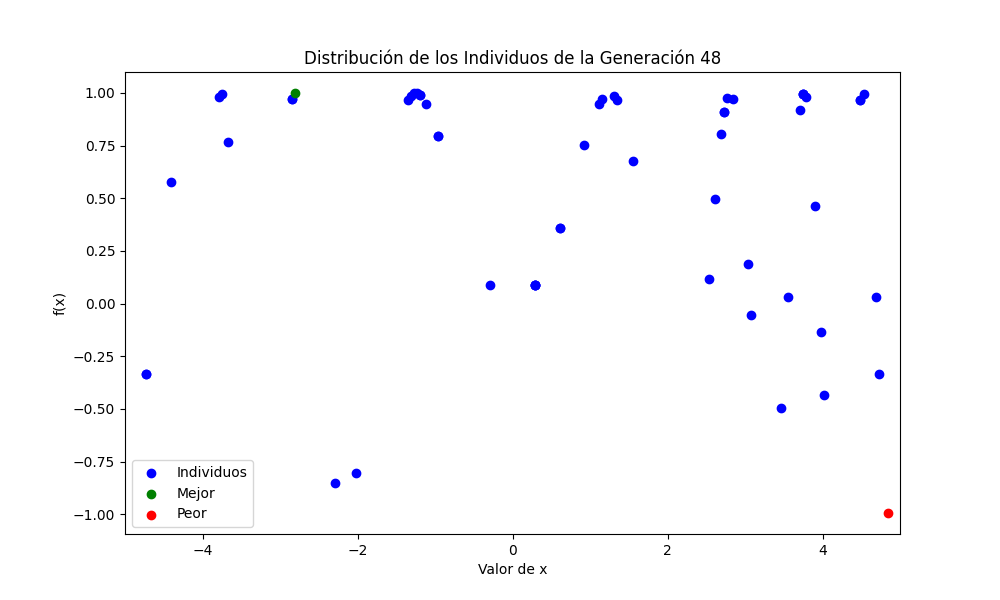 Distribución de los Individuos de la Generación 48
1.00
0.75
0.50
0.25
0.00
−0.25
−0.50
−0.75
−1.00
f(x)
Individuos
Mejor
Peor
−4
−2
0
2
4
Valor de x